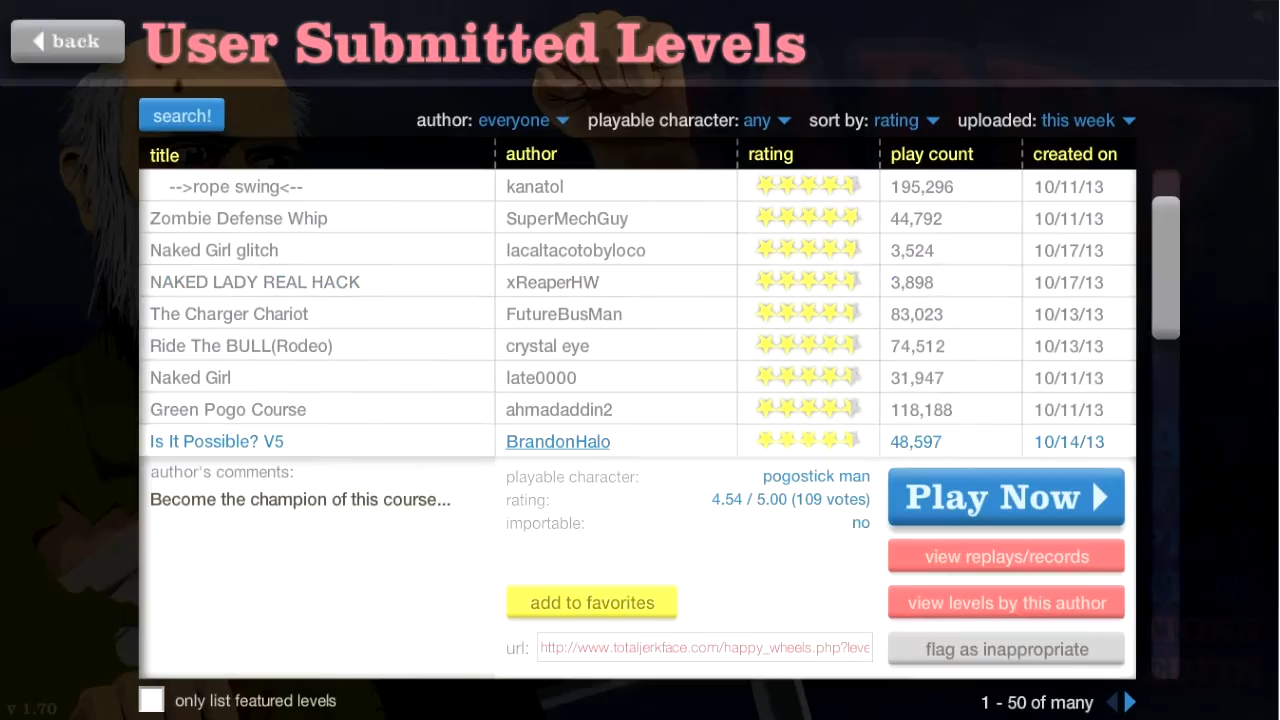 back
User Submitted Levels
search!
author: everyone playable character: any sort by: rating uploaded: this week
title author rating play count created on
-->rope swing<-- kanatol 195,296 10/11/13
Zombie Defense Whip SuperMechGuy 44,792 10/11/13
Naked Girl glitch lacaltacotobyloco 3,524 10/17/13
NAKED LADY REAL HACK xReaperHW 3,898 10/17/13
The Charger Chariot FutureBusMan 83,023 10/13/13
Ride The BULL(Rodeo) crystal eye 74,512 10/13/13
Naked Girl late0000 31,947 10/11/13
Green Pogo Course ahmadaddin2 118,188 10/11/13
Is It Possible? V5 BrandonHalo 48,597 10/14/13
author's comments:
Become the champion of this course...
playable character: pogostick man
rating: 4.54 / 5.00 (109 votes)
importable: no
Play Now
view replays/records
add to favorites
view levels by this author
url: http://www.totaljerkface.com/happy_wheels.php?leve
flag as inappropriate
only list featured levels
1 - 50 of many
v 1.70